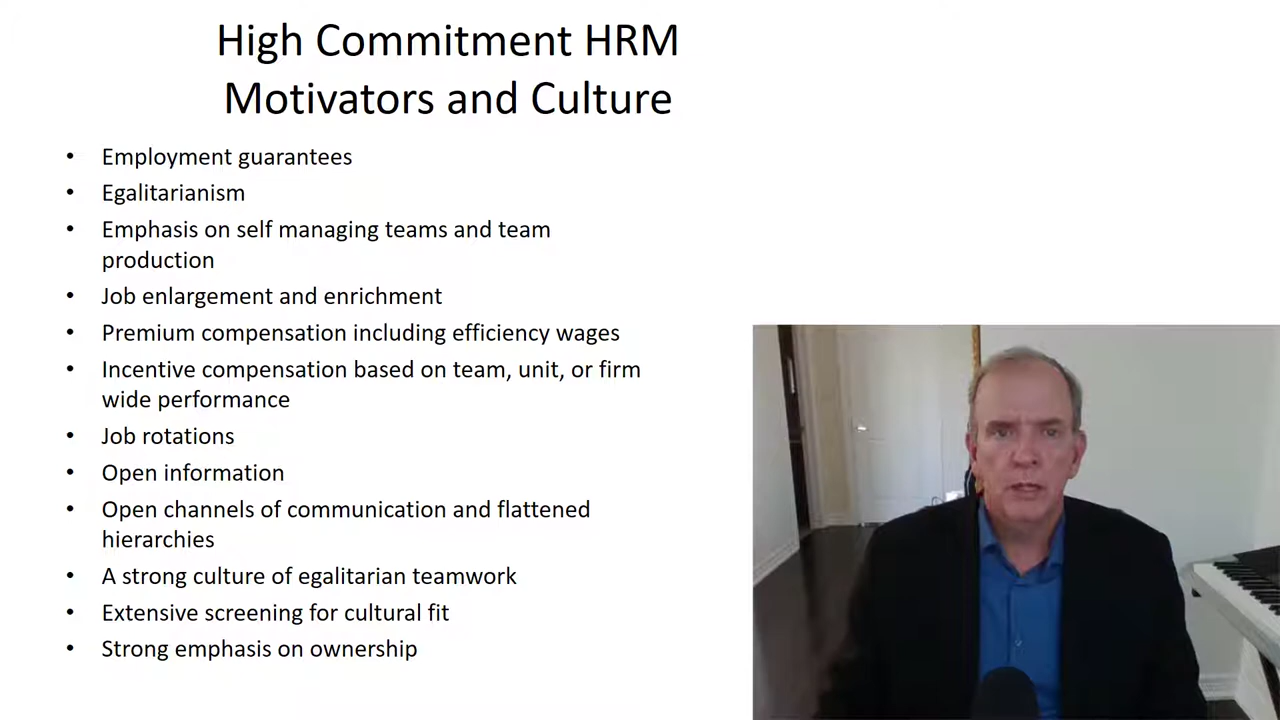 High Commitment HRM
Motivators and Culture
• Employment guarantees
• Egalitarianism
• Emphasis on self managing teams and team
production
• Job enlargement and enrichment
• Premium compensation including efficiency wages
• Incentive compensation based on team, unit, or firm
wide performance
• Job rotations
• Open information
• Open channels of communication and flattened
hierarchies
• A strong culture of egalitarian teamwork
• Extensive screening for cultural fit
• Strong emphasis on ownership